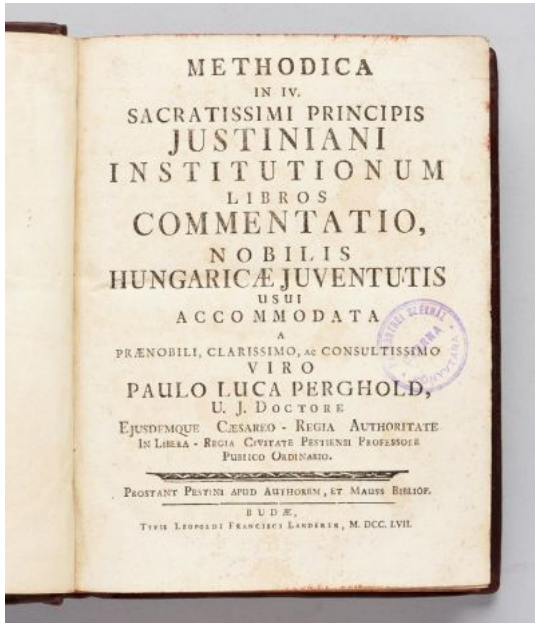 METHODICA
IN IV.
SACRATISSIMI PRINCIPIS
JUSTINIANI
INSTITUTIONUM
LIBROS
COMMENTATIO,
NOBILIS
HUNGARICÆ JUVENTUTIS
USUI
ACCOMMODATA
A
PRÆNOBILI, CLARISSIMO, AC CONSULTISSIMO
VIRO
PAULO LUCA PERGHOLD,
U. J. DOCTORE
EJUSDEMQUE CÆSAREO - REGIA AUTHORITATE
IN LIBERA - REGIA CIVITATE PESTIENSI PROFESSORE
PUBLICO ORDINARIO.
PROSTANT PESTINI APUD AUTHOREM, ET MAUSS BIBLIOP.
BUDÆ,
TYPIS LEOPOLDI FRANCISCI LANDERER, M. DCC. LVII.
KÖNYVTÁRA